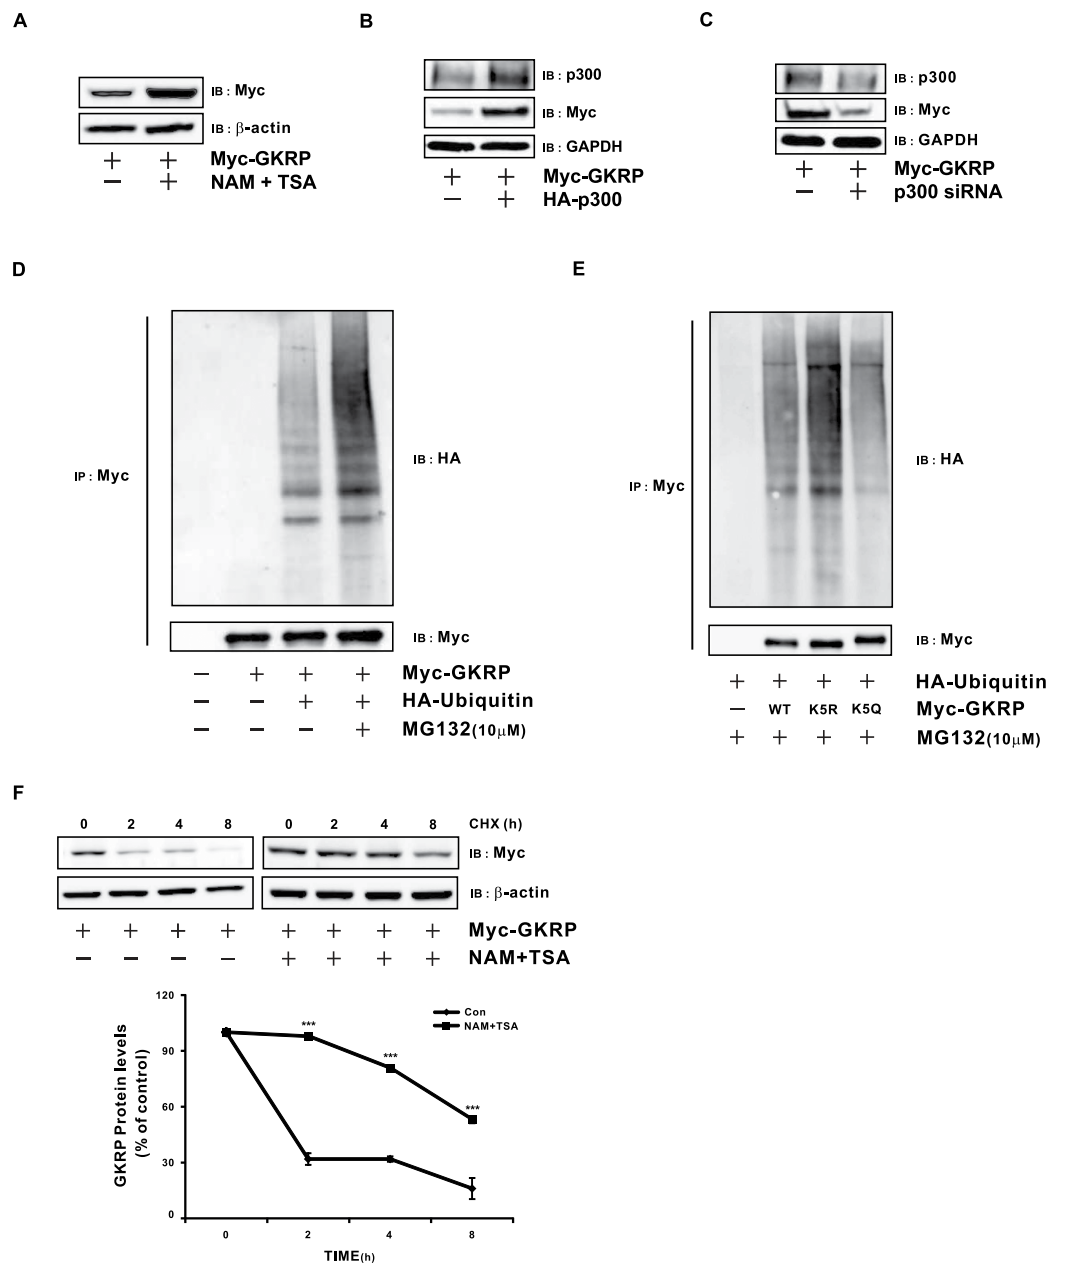 A
IB : Myc
IB : β-actin
+ + Myc-GKRP
− + NAM + TSA
B
IB : p300
IB : Myc
IB : GAPDH
+ + Myc-GKRP
− + HA-p300
C
IB : p300
IB : Myc
IB : GAPDH
+ + Myc-GKRP
− + p300 siRNA
D
IP : Myc
IB : HA
IB : Myc
− + + + Myc-GKRP
− − + + HA-Ubiquitin
− − − + MG132(10μM)
E
IP : Myc
IB : HA
IB : Myc
+ + + + HA-Ubiquitin
− WT K5R K5Q Myc-GKRP
+ + + + MG132(10μM)
F
0 2 4 8 0 2 4 8 CHX (h)
IB : Myc
IB : β-actin
+ + + + + + + + Myc-GKRP
− − − − + + + + NAM+TSA
GKRP Protein levels
(% of control)
120
90
60
30
0
Con
NAM+TSA
***
***
***
0 2 4 8
TIME(h)